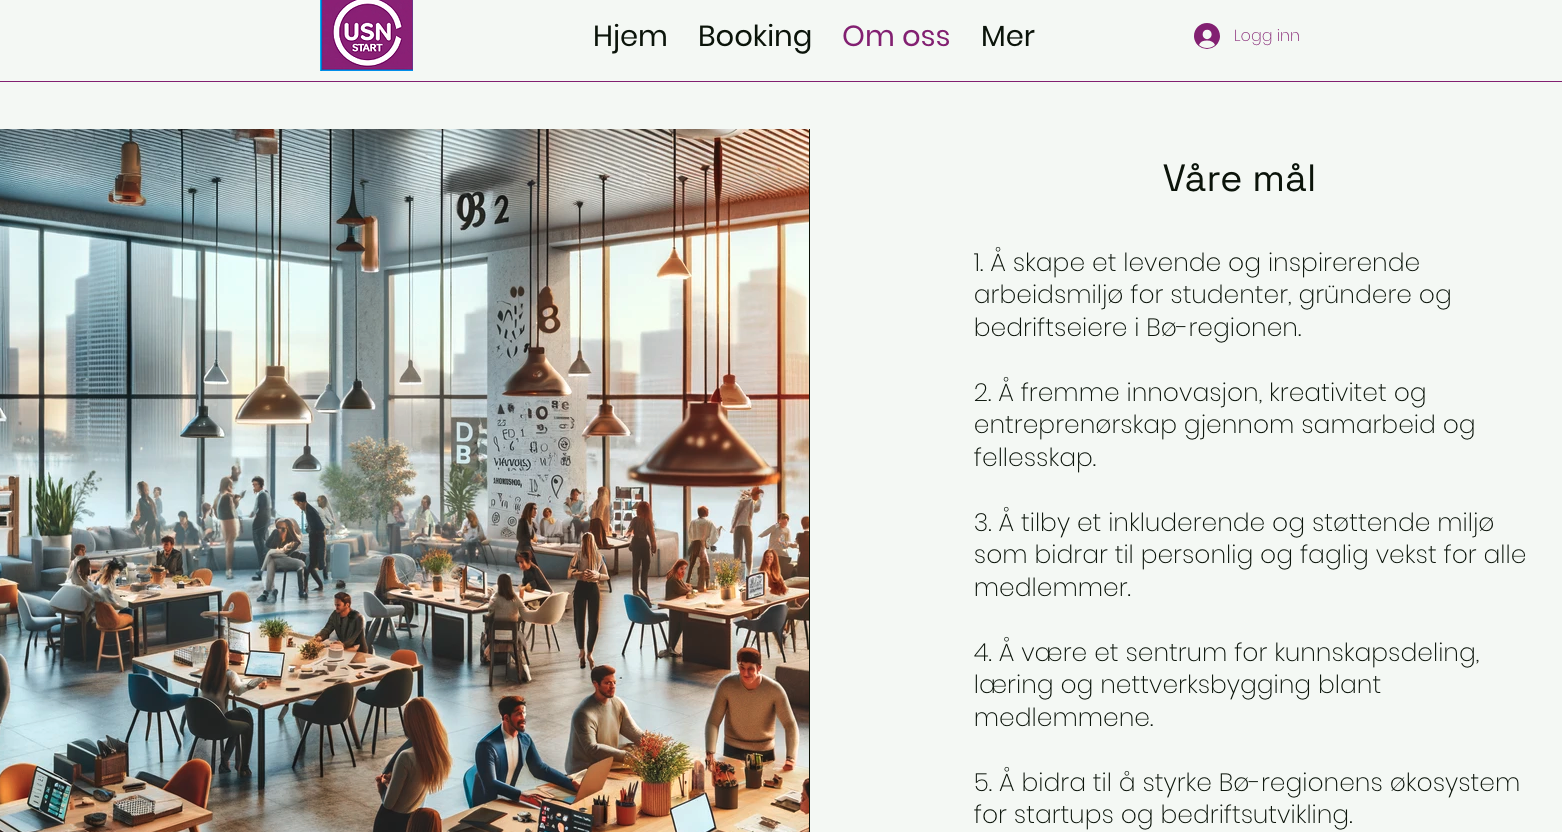 USN
START
Hjem
Booking
Om oss
Mer
Logg inn
Våre mål
1. Å skape et levende og inspirerende
arbeidsmiljø for studenter, gründere og
bedriftseiere i Bø-regionen.
2. Å fremme innovasjon, kreativitet og
entreprenørskap gjennom samarbeid og
fellesskap.
3. Å tilby et inkluderende og støttende miljø
som bidrar til personlig og faglig vekst for alle
medlemmer.
4. Å være et sentrum for kunnskapsdeling,
læring og nettverksbygging blant
medlemmene.
5. Å bidra til å styrke Bø-regionens økosystem
for startups og bedriftsutvikling.
93 2
8
D
B